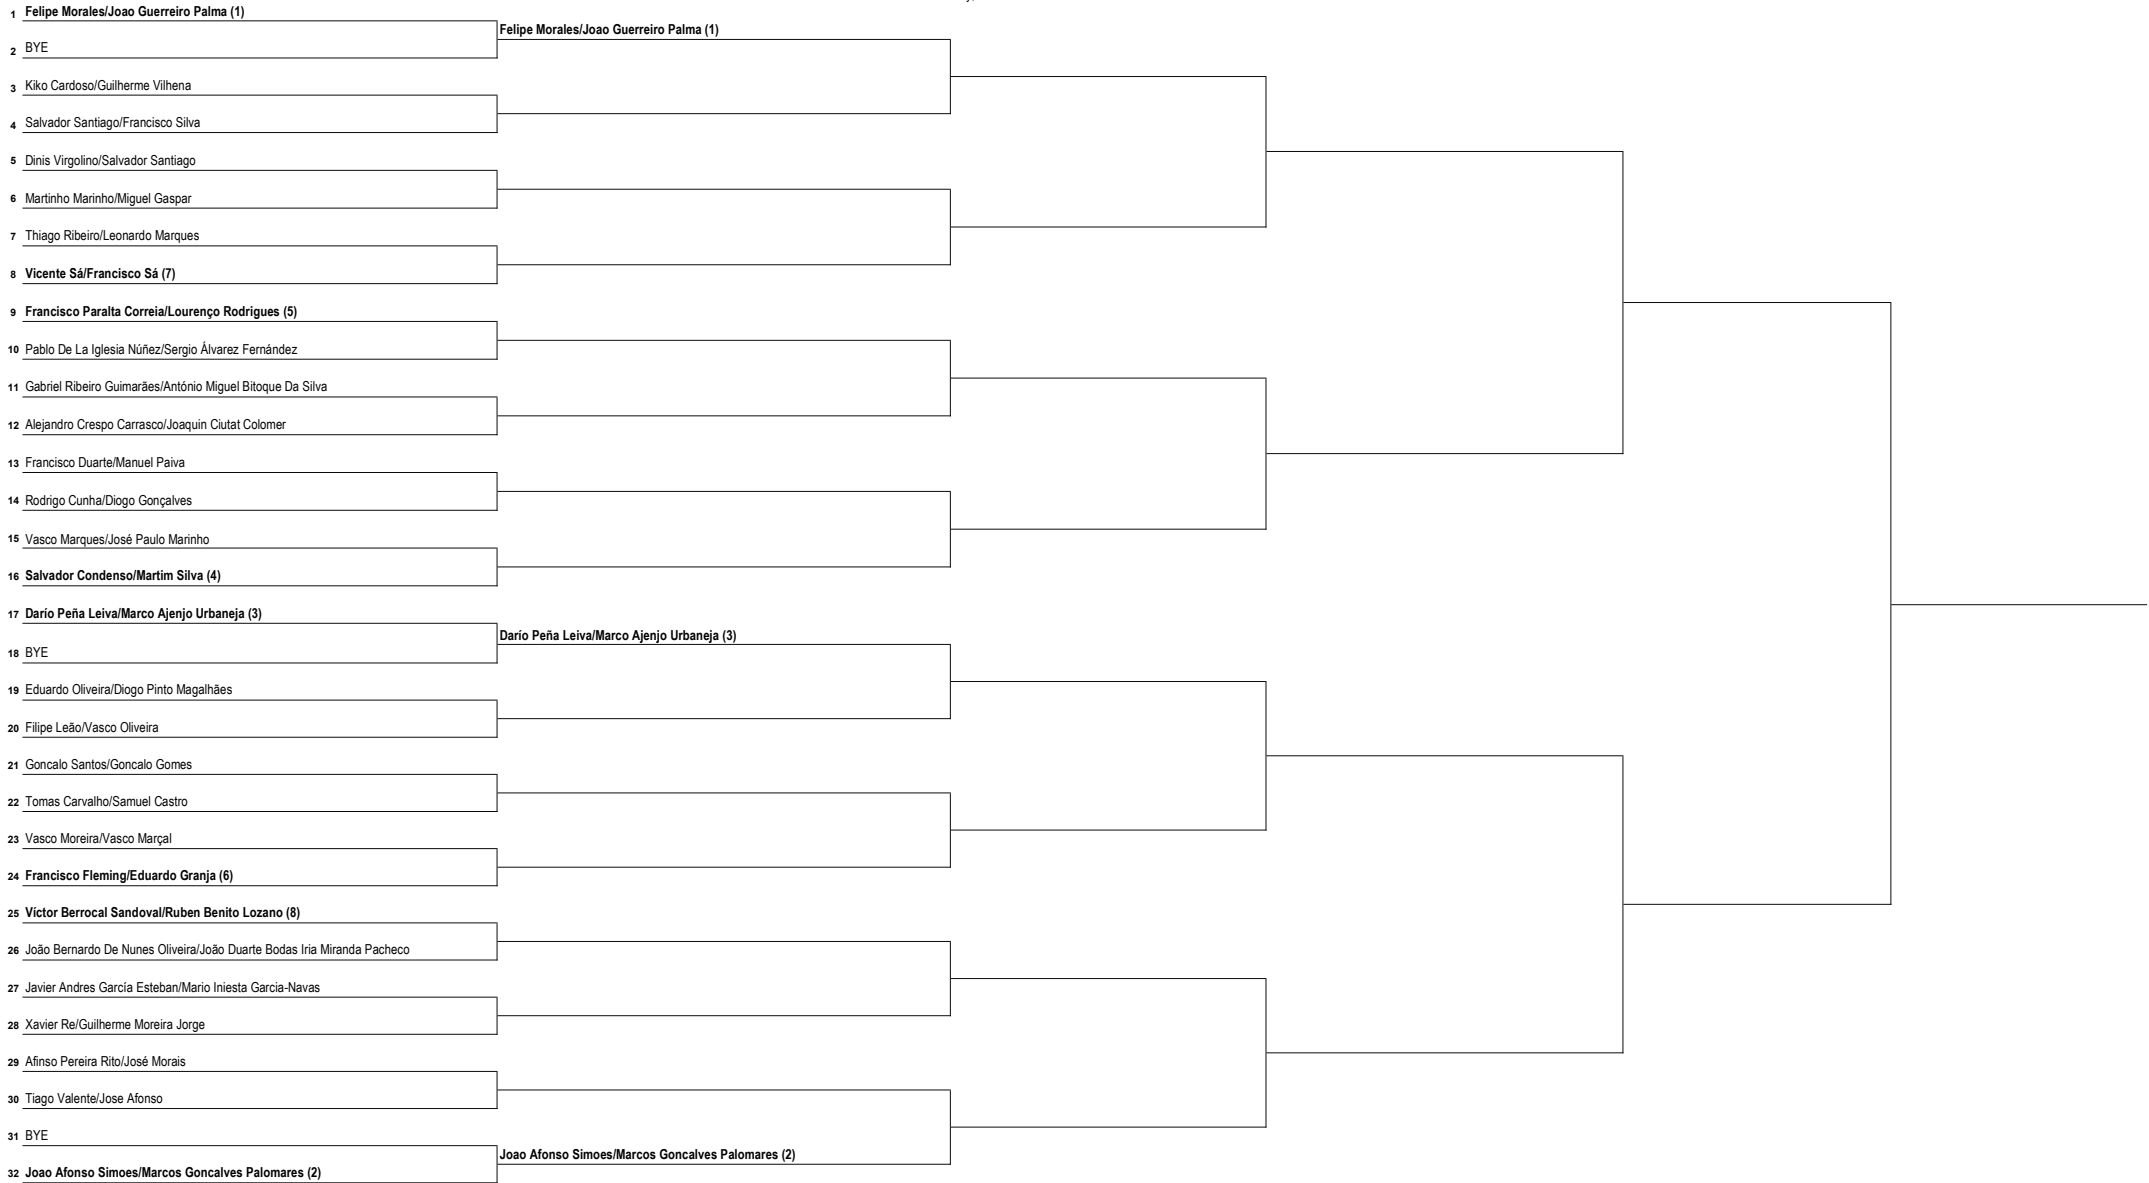 1 Felipe Morales/Joao Guerreiro Palma (1)
Felipe Morales/Joao Guerreiro Palma (1)
2 BYE
3 Kiko Cardoso/Guilherme Vilhena
4 Salvador Santiago/Francisco Silva
5 Dinis Virgolino/Salvador Santiago
6 Martinho Marinho/Miguel Gaspar
7 Thiago Ribeiro/Leonardo Marques
8 Vicente Sá/Francisco Sá (7)
9 Francisco Paralta Correia/Lourenço Rodrigues (5)
10 Pablo De La Iglesia Núñez/Sergio Álvarez Fernández
11 Gabriel Ribeiro Guimarães/António Miguel Bitoque Da Silva
12 Alejandro Crespo Carrasco/Joaquin Ciutat Colomer
13 Francisco Duarte/Manuel Paiva
14 Rodrigo Cunha/Diogo Gonçalves
15 Vasco Marques/José Paulo Marinho
16 Salvador Condenso/Martim Silva (4)
17 Darío Peña Leiva/Marco Ajenjo Urbaneja (3)
Darío Peña Leiva/Marco Ajenjo Urbaneja (3)
18 BYE
19 Eduardo Oliveira/Diogo Pinto Magalhães
20 Filipe Leão/Vasco Oliveira
21 Goncalo Santos/Goncalo Gomes
22 Tomas Carvalho/Samuel Castro
23 Vasco Moreira/Vasco Marçal
24 Francisco Fleming/Eduardo Granja (6)
25 Víctor Berrocal Sandoval/Ruben Benito Lozano (8)
26 João Bernardo De Nunes Oliveira/João Duarte Bodas Iria Miranda Pacheco
27 Javier Andres García Esteban/Mario Iniesta Garcia-Navas
28 Xavier Re/Guilherme Moreira Jorge
29 Afinso Pereira Rito/José Morais
30 Tiago Valente/Jose Afonso
31 BYE
Joao Afonso Simoes/Marcos Goncalves Palomares (2)
32 Joao Afonso Simoes/Marcos Goncalves Palomares (2)